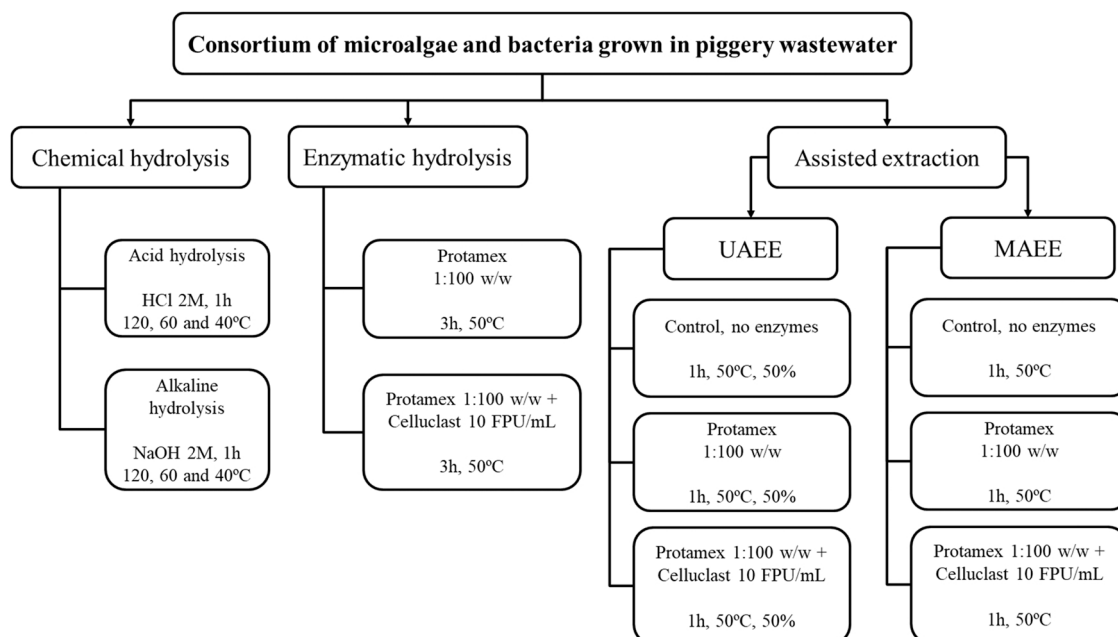 Consortium of microalgae and bacteria grown in piggery wastewater
Chemical hydrolysis
Acid hydrolysis
HCl 2M, 1h
120, 60 and 40ºC
Alkaline
hydrolysis
NaOH 2M, 1h
120, 60 and 40ºC
Enzymatic hydrolysis
Protamex
1:100 w/w
3h, 50ºC
Protamex 1:100 w/w +
Celluclast 10 FPU/mL
3h, 50ºC
Assisted extraction
UAEE
Control, no enzymes
1h, 50ºC, 50%
Protamex
1:100 w/w
1h, 50ºC, 50%
Protamex 1:100 w/w +
Celluclast 10 FPU/mL
1h, 50ºC, 50%
MAEE
Control, no enzymes
1h, 50ºC
Protamex
1:100 w/w
1h, 50ºC
Protamex 1:100 w/w +
Celluclast 10 FPU/mL
1h, 50ºC